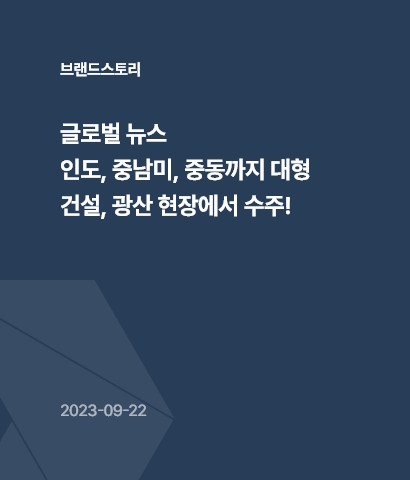 브랜드스토리
글로벌 뉴스
인도, 중남미, 중동까지 대형
건설, 광산 현장에서 수주!
2023-09-22